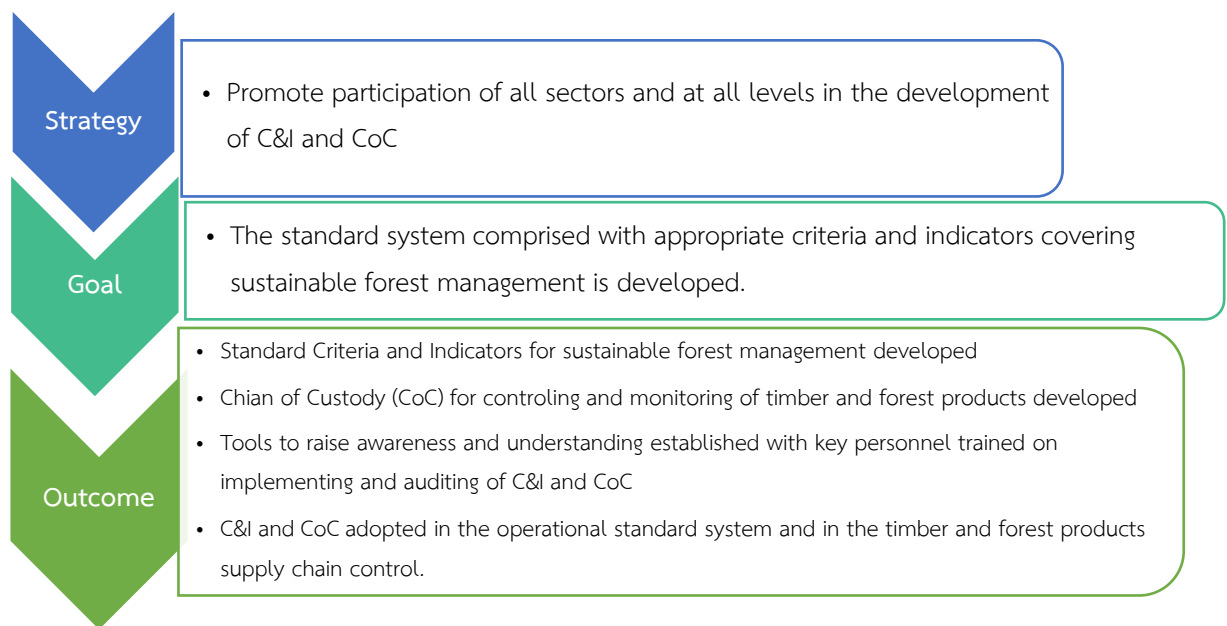 Strategy
• Promote participation of all sectors and at all levels in the development
of C&I and CoC
Goal
• The standard system comprised with appropriate criteria and indicators covering
sustainable forest management is developed.
Outcome
• Standard Criteria and Indicators for sustainable forest management developed
• Chian of Custody (CoC) for controling and monitoring of timber and forest products developed
• Tools to raise awareness and understanding established with key personnel trained on
implementing and auditing of C&I and CoC
• C&I and CoC adopted in the operational standard system and in the timber and forest products
supply chain control.